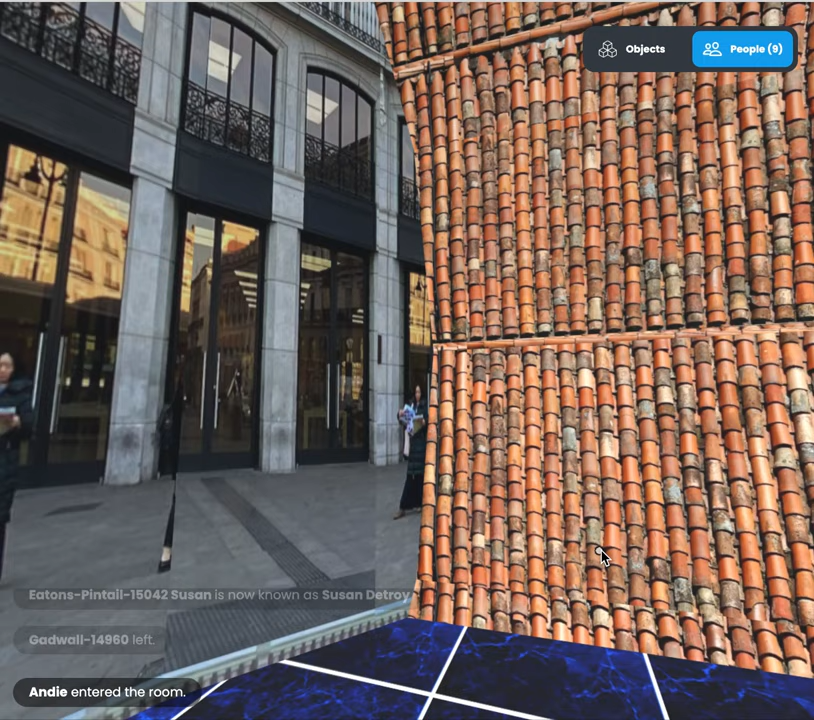 Objects
People (9)
Eatons-Pintail-15042 Susan is now known as Susan Detroy
Gadwall-14960 left.
Andie entered the room.